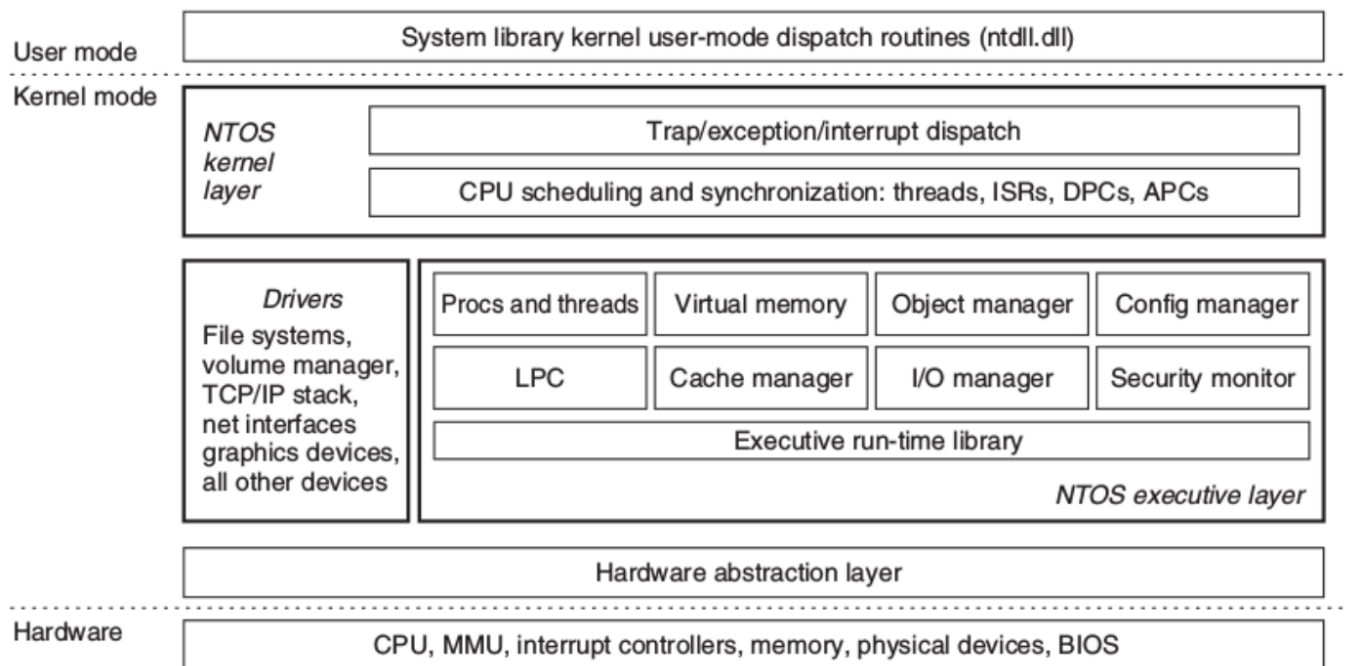 System library kernel user-mode dispatch routines (ntdll.dll)
User mode
Kernel mode
NTOS
kernel
layer
Trap/exception/interrupt dispatch
CPU scheduling and synchronization: threads, ISRs, DPCs, APCs
Drivers
File systems,
volume manager,
TCP/IP stack,
net interfaces
graphics devices,
all other devices
Procs and threads
Virtual memory
Object manager
Config manager
LPC
Cache manager
I/O manager
Security monitor
Executive run-time library
NTOS executive layer
Hardware abstraction layer
Hardware
CPU, MMU, interrupt controllers, memory, physical devices, BIOS